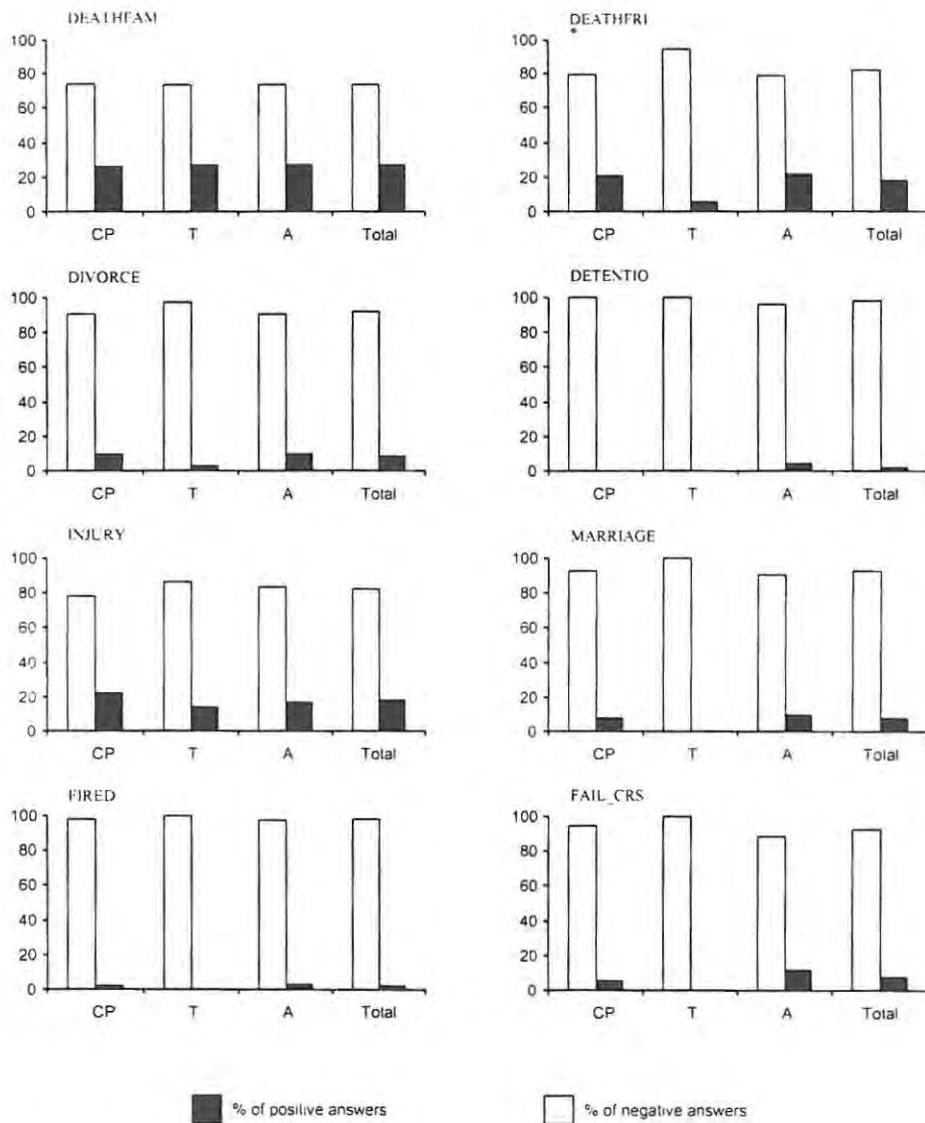 DEATHFAM
100
80
60
40
20
0
CP T A Total
DEATHFRI
100
80
60
40
20
0
CP T A Total
DIVORCE
100
80
60
40
20
0
CP T A Total
DETENTIO
100
80
60
40
20
0
CP T A Total
INJURY
100
80
60
40
20
0
CP T A Total
MARRIAGE
100
80
60
40
20
0
CP T A Total
FIRED
100
80
60
40
20
0
CP T A Total
FAIL_CRS
100
80
60
40
20
0
CP T A Total
% of positive answers
% of negative answers